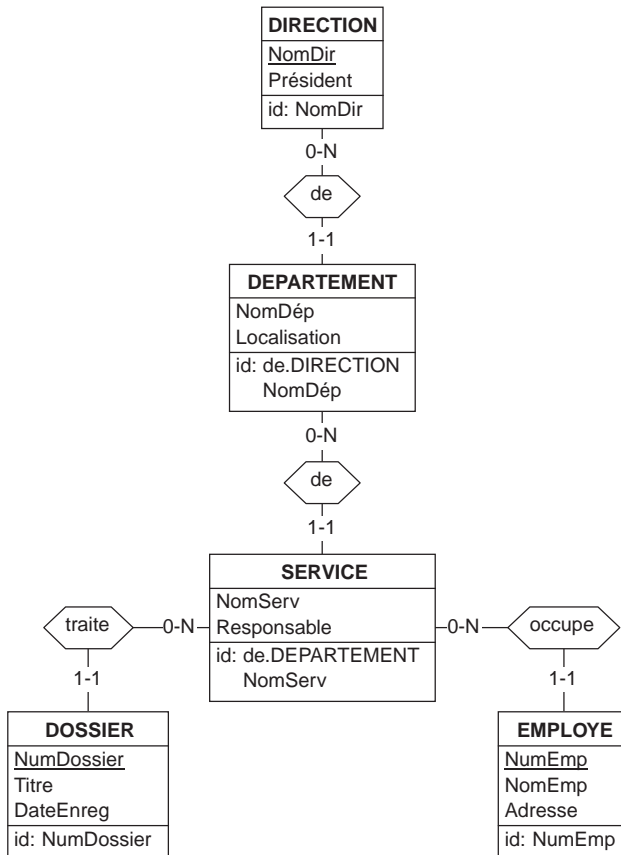 DIRECTION
NomDir
Président
id: NomDir
0-N
de
1-1
DEPARTEMENT
NomDép
Localisation
id: de.DIRECTION
NomDép
0-N
de
1-1
SERVICE
NomServ
Responsable
id: de.DEPARTEMENT
NomServ
traite
0-N
0-N
occupe
1-1
1-1
DOSSIER
NumDossier
Titre
DateEnreg
id: NumDossier
EMPLOYE
NumEmp
NomEmp
Adresse
id: NumEmp